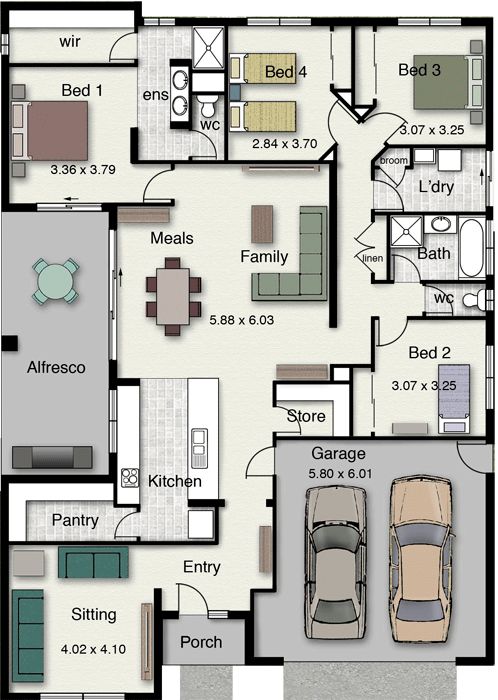 wir
Bed 1
3.36 x 3.79
ens
wc
Bed 4
2.84 x 3.70
Bed 3
3.07 x 3.25
broom
L'dry
Meals
Family
5.88 x 6.03
linen
Bath
wc
Alfresco
Bed 2
3.07 x 3.25
Store
Kitchen
Garage
5.80 x 6.01
Pantry
Entry
Sitting
4.02 x 4.10
Porch